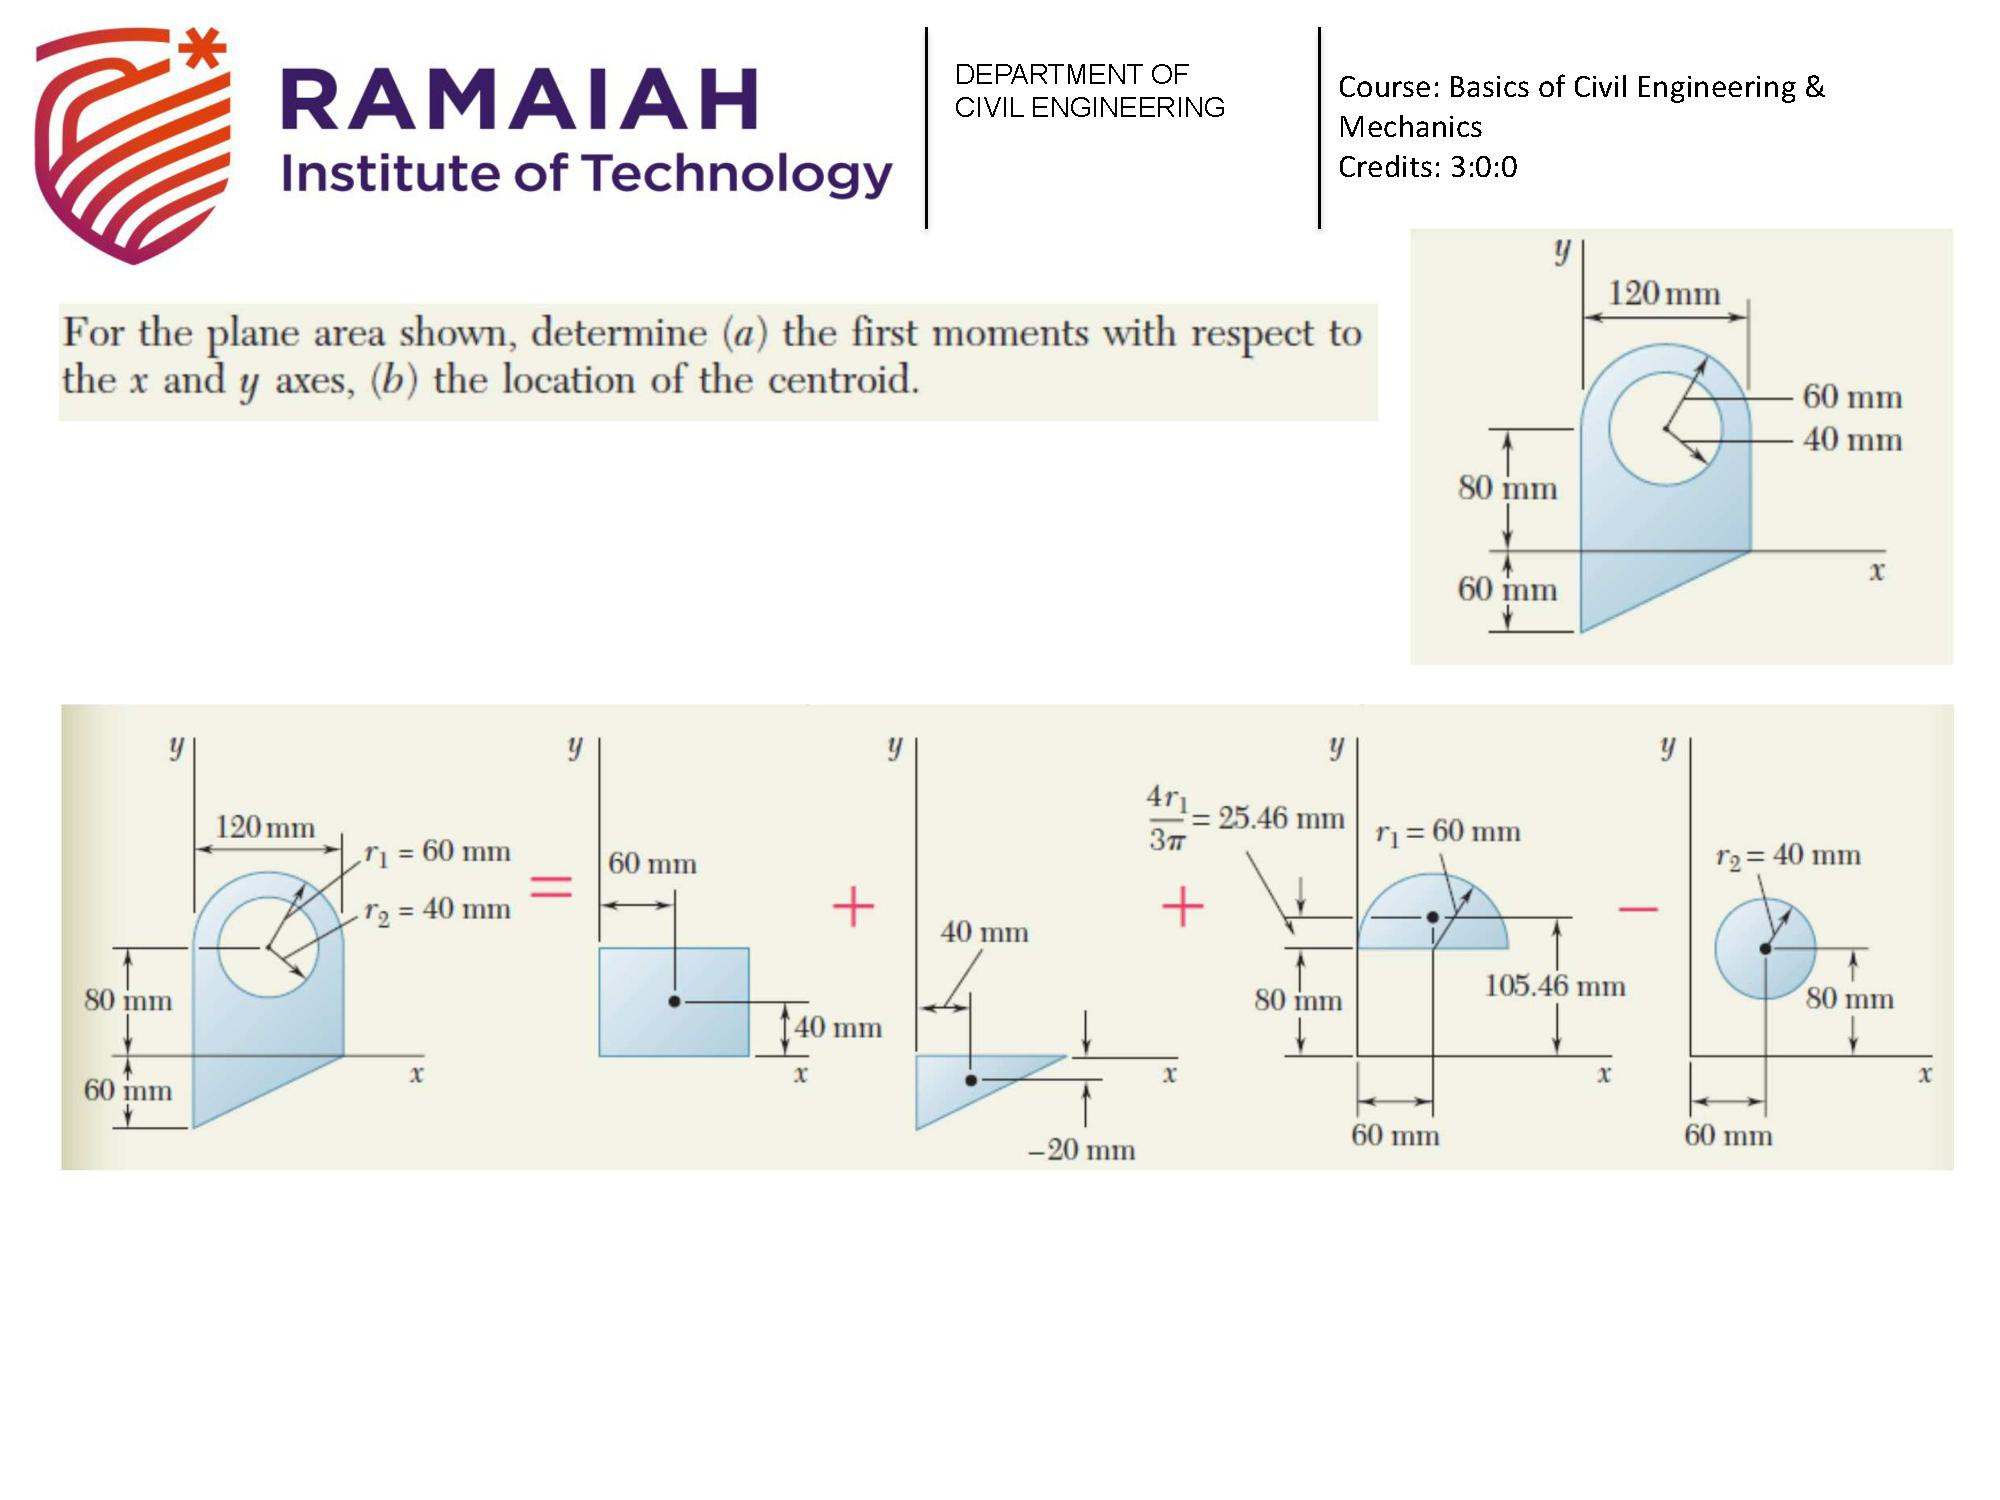 RAMAIAH
Institute of Technology
DEPARTMENT OF
CIVIL ENGINEERING
Course: Basics of Civil Engineering &
Mechanics
Credits: 3:0:0
For the plane area shown, determine (a) the first moments with respect to
the x and y axes, (b) the location of the centroid.
y
120 mm
60 mm
40 mm
80 mm
60 mm
x
y
120 mm
r₁ = 60 mm
r₂ = 40 mm
80 mm
60 mm
x
=
y
60 mm
40 mm
x
+
y
40 mm
x
−20 mm
+
y
4r₁/3π = 25.46 mm
r₁ = 60 mm
80 mm
105.46 mm
x
60 mm
−
y
r₂ = 40 mm
80 mm
x
60 mm